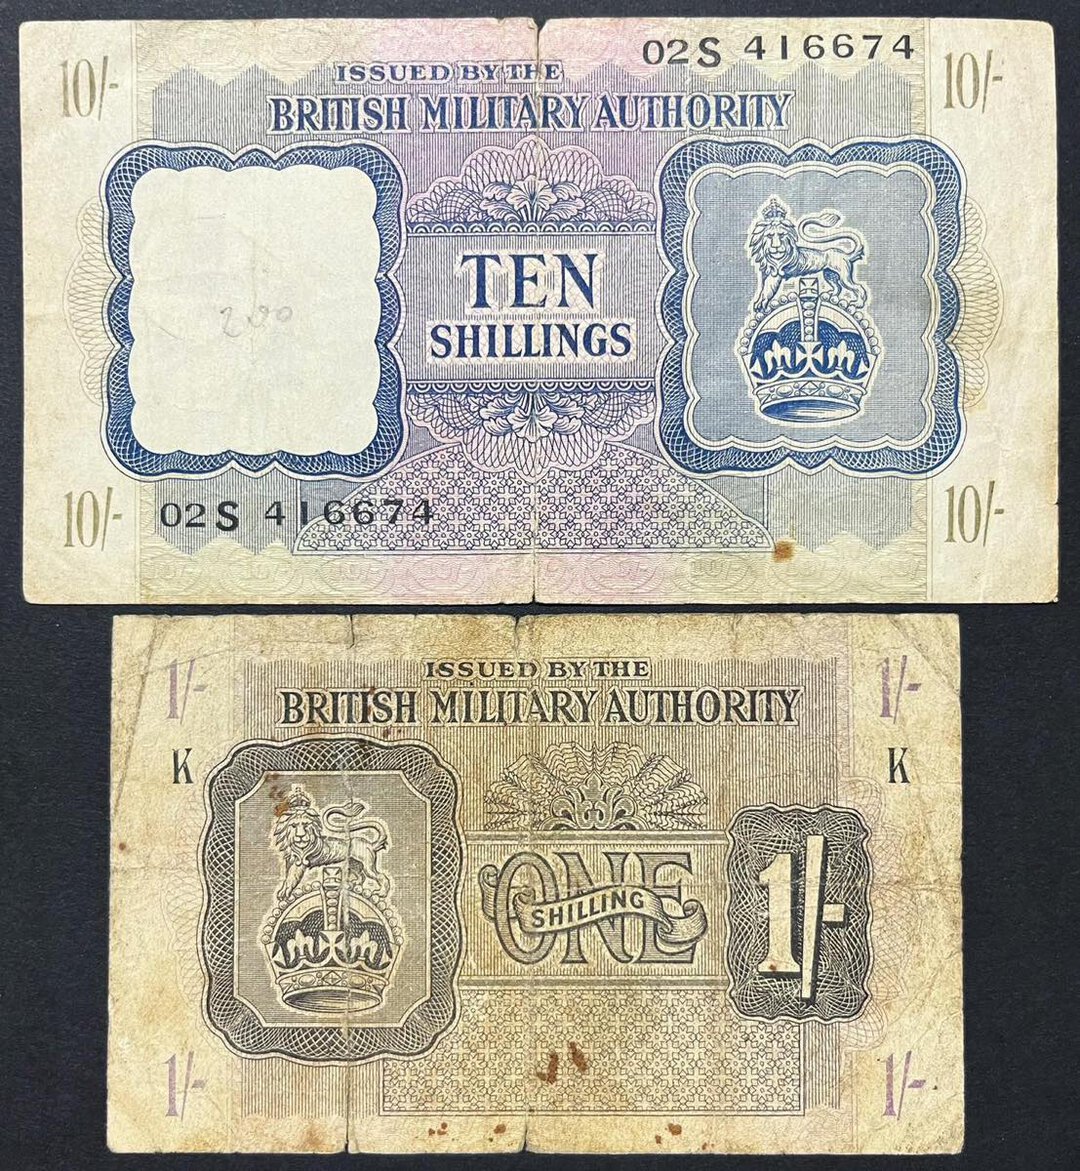 02S 416674
10/-
10/-
ISSUED BY THE
BRITISH MILITARY AUTHORITY
TEN
SHILLINGS
10/-
02S 416674
10/-
1/-
ISSUED BY THE
1/-
BRITISH MILITARY AUTHORITY
K
K
ONE
SHILLING
1/-
1/-
1/-